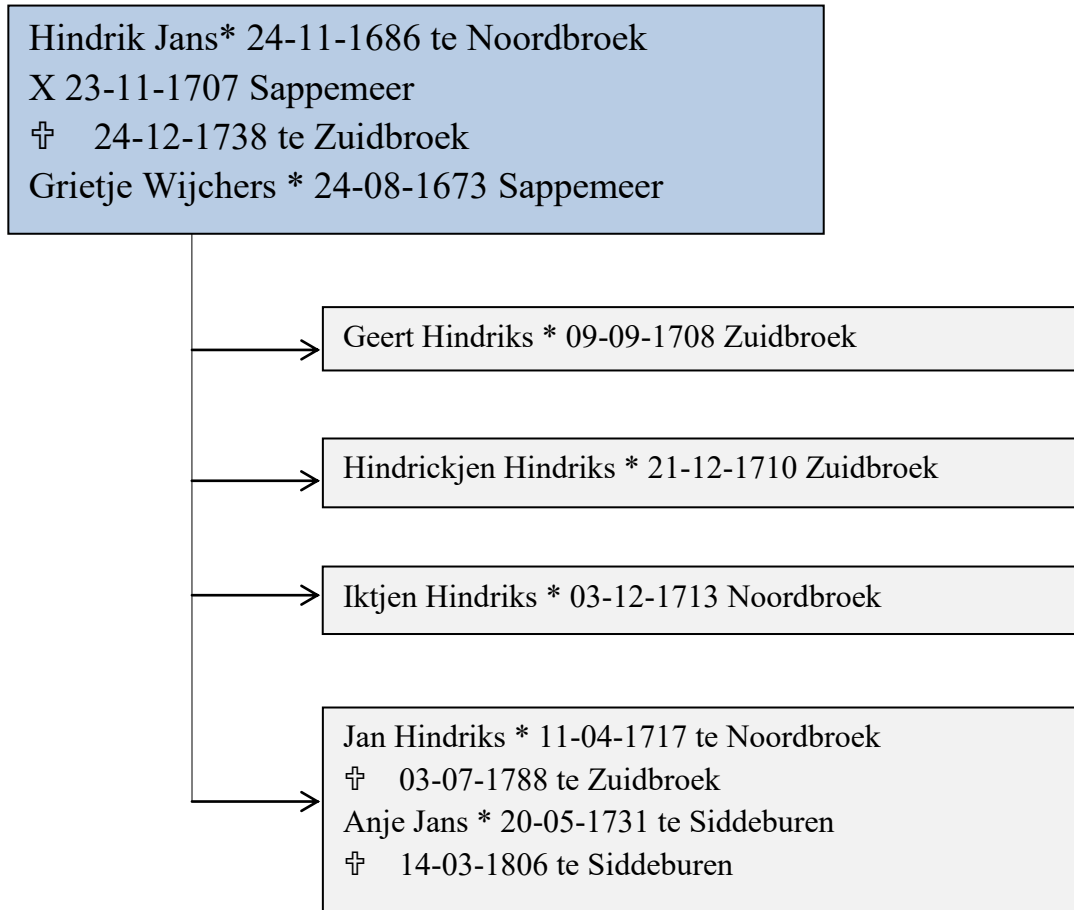 Hindrik Jans* 24-11-1686 te Noordbroek
X 23-11-1707 Sappemeer
✞ 24-12-1738 te Zuidbroek
Grietje Wijchers * 24-08-1673 Sappemeer
Geert Hindriks * 09-09-1708 Zuidbroek
Hindrickjen Hindriks * 21-12-1710 Zuidbroek
Iktjen Hindriks * 03-12-1713 Noordbroek
Jan Hindriks * 11-04-1717 te Noordbroek
✞ 03-07-1788 te Zuidbroek
Anje Jans * 20-05-1731 te Siddeburen
✞ 14-03-1806 te Siddeburen